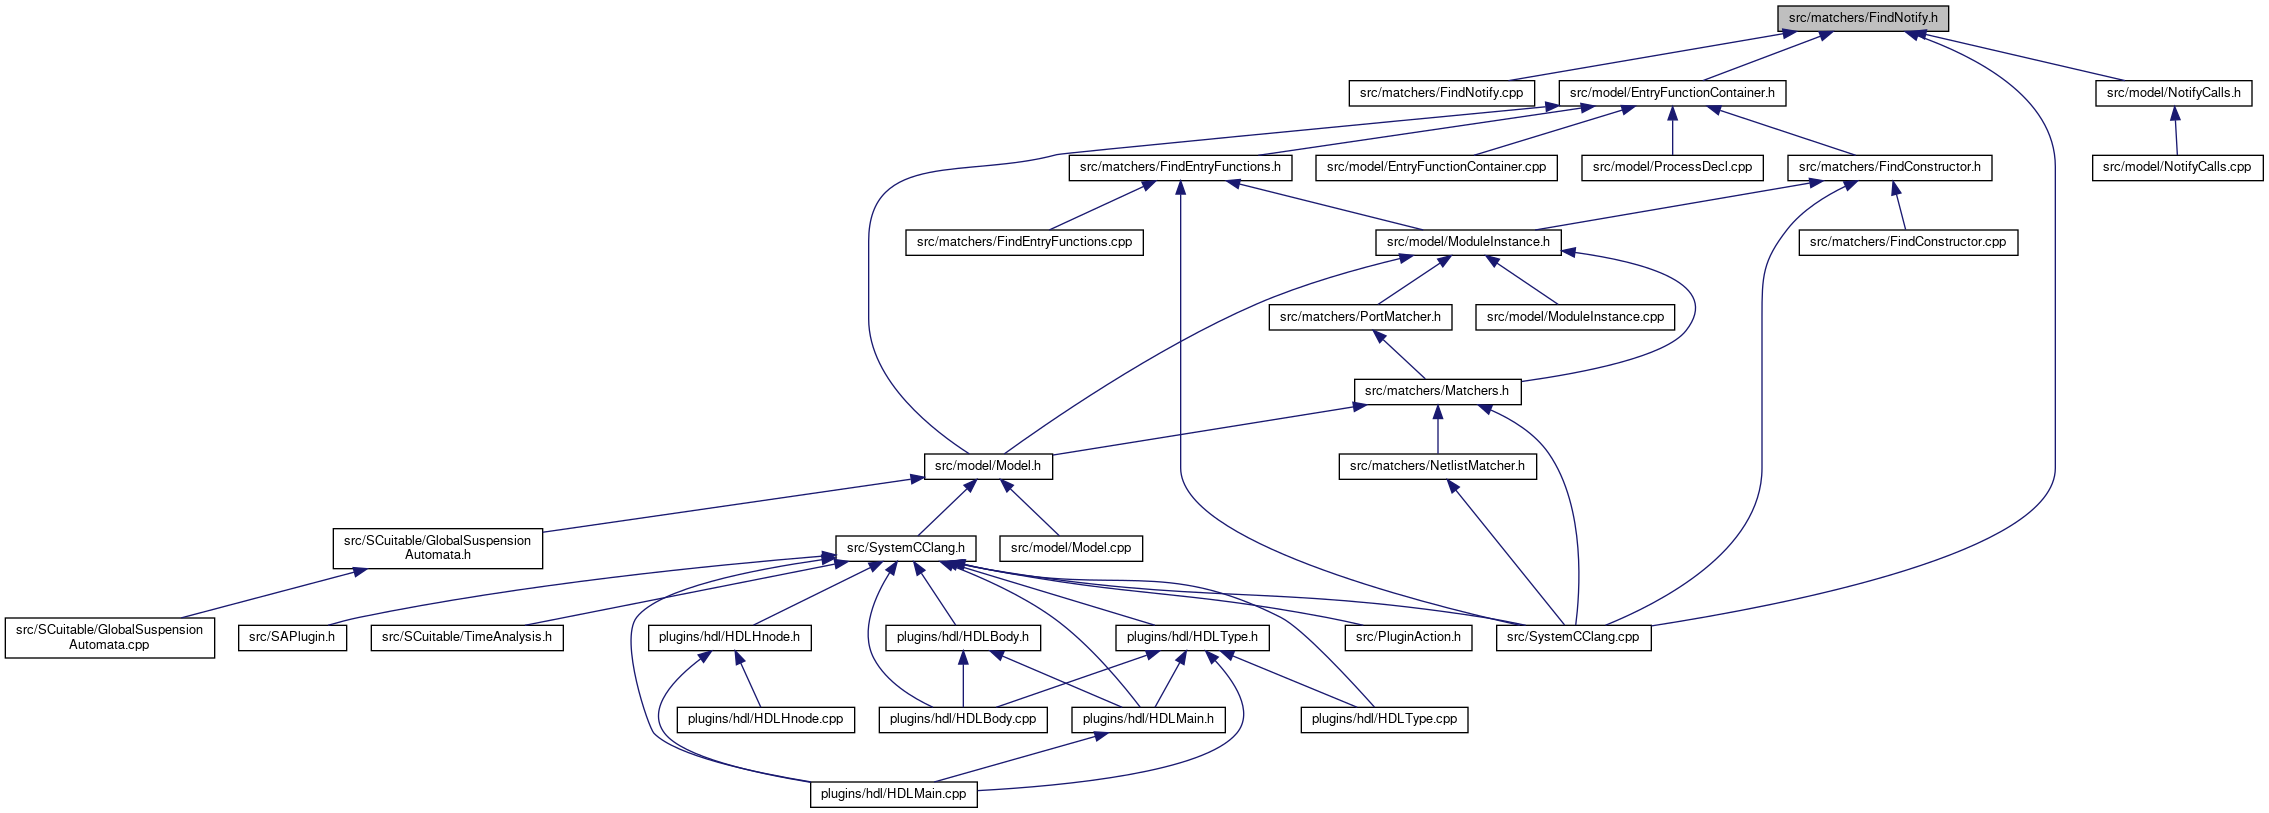 src/matchers/FindNotify.h
src/matchers/FindNotify.cpp
src/model/EntryFunctionContainer.h
src/model/NotifyCalls.h
src/matchers/FindEntryFunctions.h
src/model/EntryFunctionContainer.cpp
src/model/ProcessDecl.cpp
src/matchers/FindConstructor.h
src/model/NotifyCalls.cpp
src/matchers/FindEntryFunctions.cpp
src/model/ModuleInstance.h
src/matchers/FindConstructor.cpp
src/matchers/PortMatcher.h
src/model/ModuleInstance.cpp
src/matchers/Matchers.h
src/model/Model.h
src/matchers/NetlistMatcher.h
src/SCuitable/GlobalSuspension
Automata.h
src/SystemCClang.h
src/model/Model.cpp
src/SCuitable/GlobalSuspension
Automata.cpp
src/SAPlugin.h
src/SCuitable/TimeAnalysis.h
plugins/hdl/HDLHnode.h
plugins/hdl/HDLBody.h
plugins/hdl/HDLType.h
src/PluginAction.h
src/SystemCClang.cpp
plugins/hdl/HDLHnode.cpp
plugins/hdl/HDLBody.cpp
plugins/hdl/HDLMain.h
plugins/hdl/HDLType.cpp
plugins/hdl/HDLMain.cpp